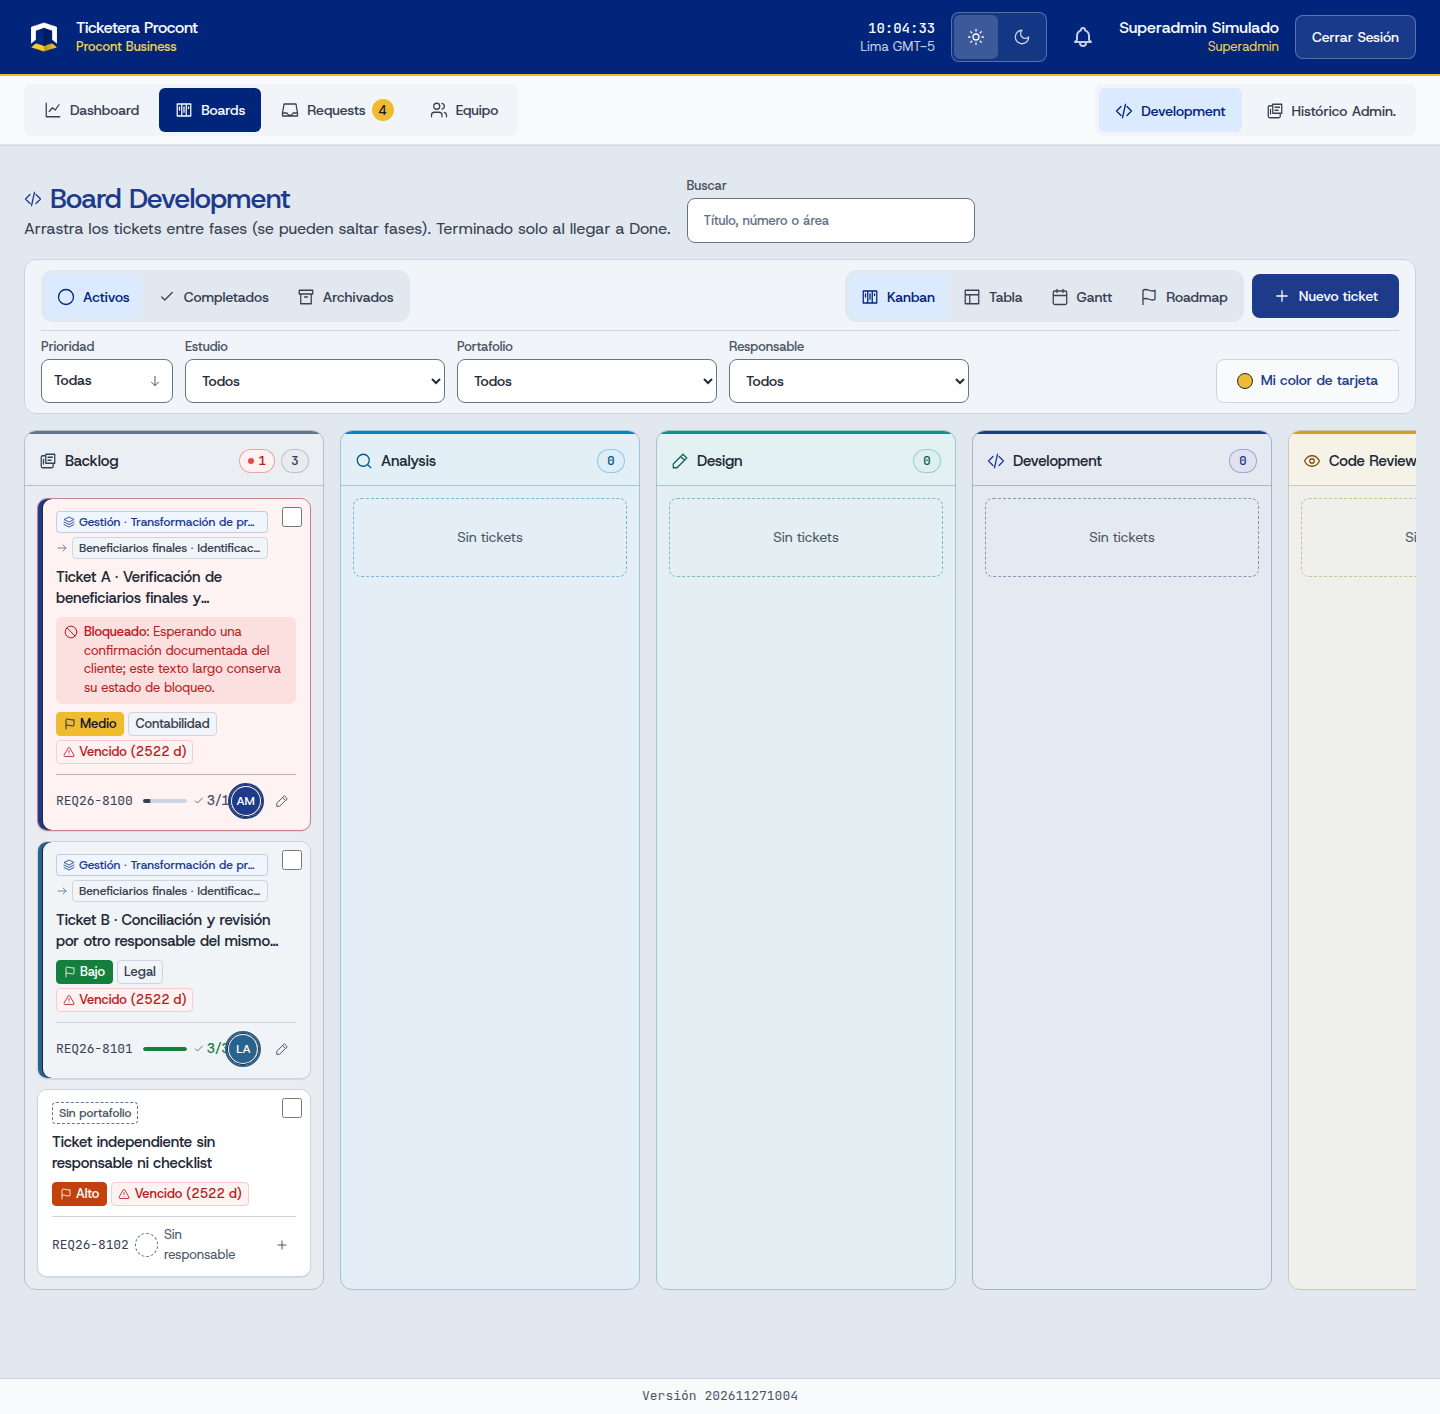 Ticketera Procont
Procont Business
10:04:33
Lima GMT-5
Superadmin Simulado
Superadmin
Cerrar Sesión
Dashboard
Boards
Requests 4
Equipo
Development
Histórico Admin.
Board Development
Arrastra los tickets entre fases (se pueden saltar fases). Terminado solo al llegar a Done.
Buscar
Título, número o área
Activos
Completados
Archivados
Kanban
Tabla
Gantt
Roadmap
Nuevo ticket
Prioridad
Todas
Estudio
Todos
Portafolio
Todos
Responsable
Todos
Mi color de tarjeta
Backlog
1
3
Analysis
0
Design
0
Development
0
Code Review
Gestión · Transformación de pr...
Beneficiarios finales · Identificac...
Ticket A · Verificación de
beneficiarios finales y...
Bloqueado: Esperando una
confirmación documentada del
cliente; este texto largo conserva
su estado de bloqueo.
Medio
Contabilidad
Vencido (2522 d)
REQ26-8100
3/1
AM
Gestión · Transformación de pr...
Beneficiarios finales · Identificac...
Ticket B · Conciliación y revisión
por otro responsable del mismo...
Bajo
Legal
Vencido (2522 d)
REQ26-8101
3/3
LA
Sin portafolio
Ticket independiente sin
responsable ni checklist
Alto
Vencido (2522 d)
REQ26-8102
Sin
responsable
Sin tickets
Sin tickets
Sin tickets
Si
Versión 202611271004